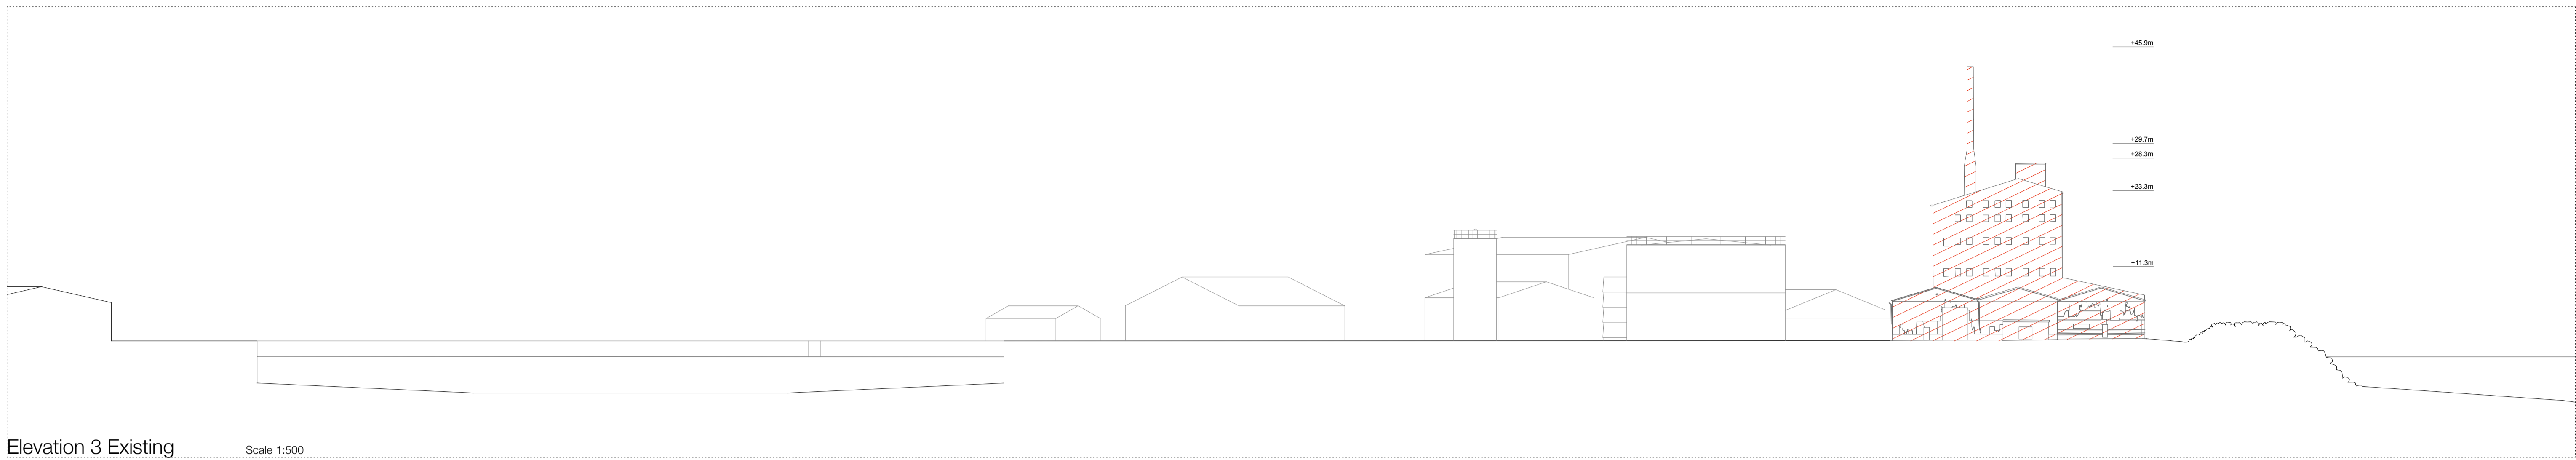 +45.9m
+29.7m
+28.3m
+23.3m
+11.3m
Elevation 3 Existing
Scale 1:500